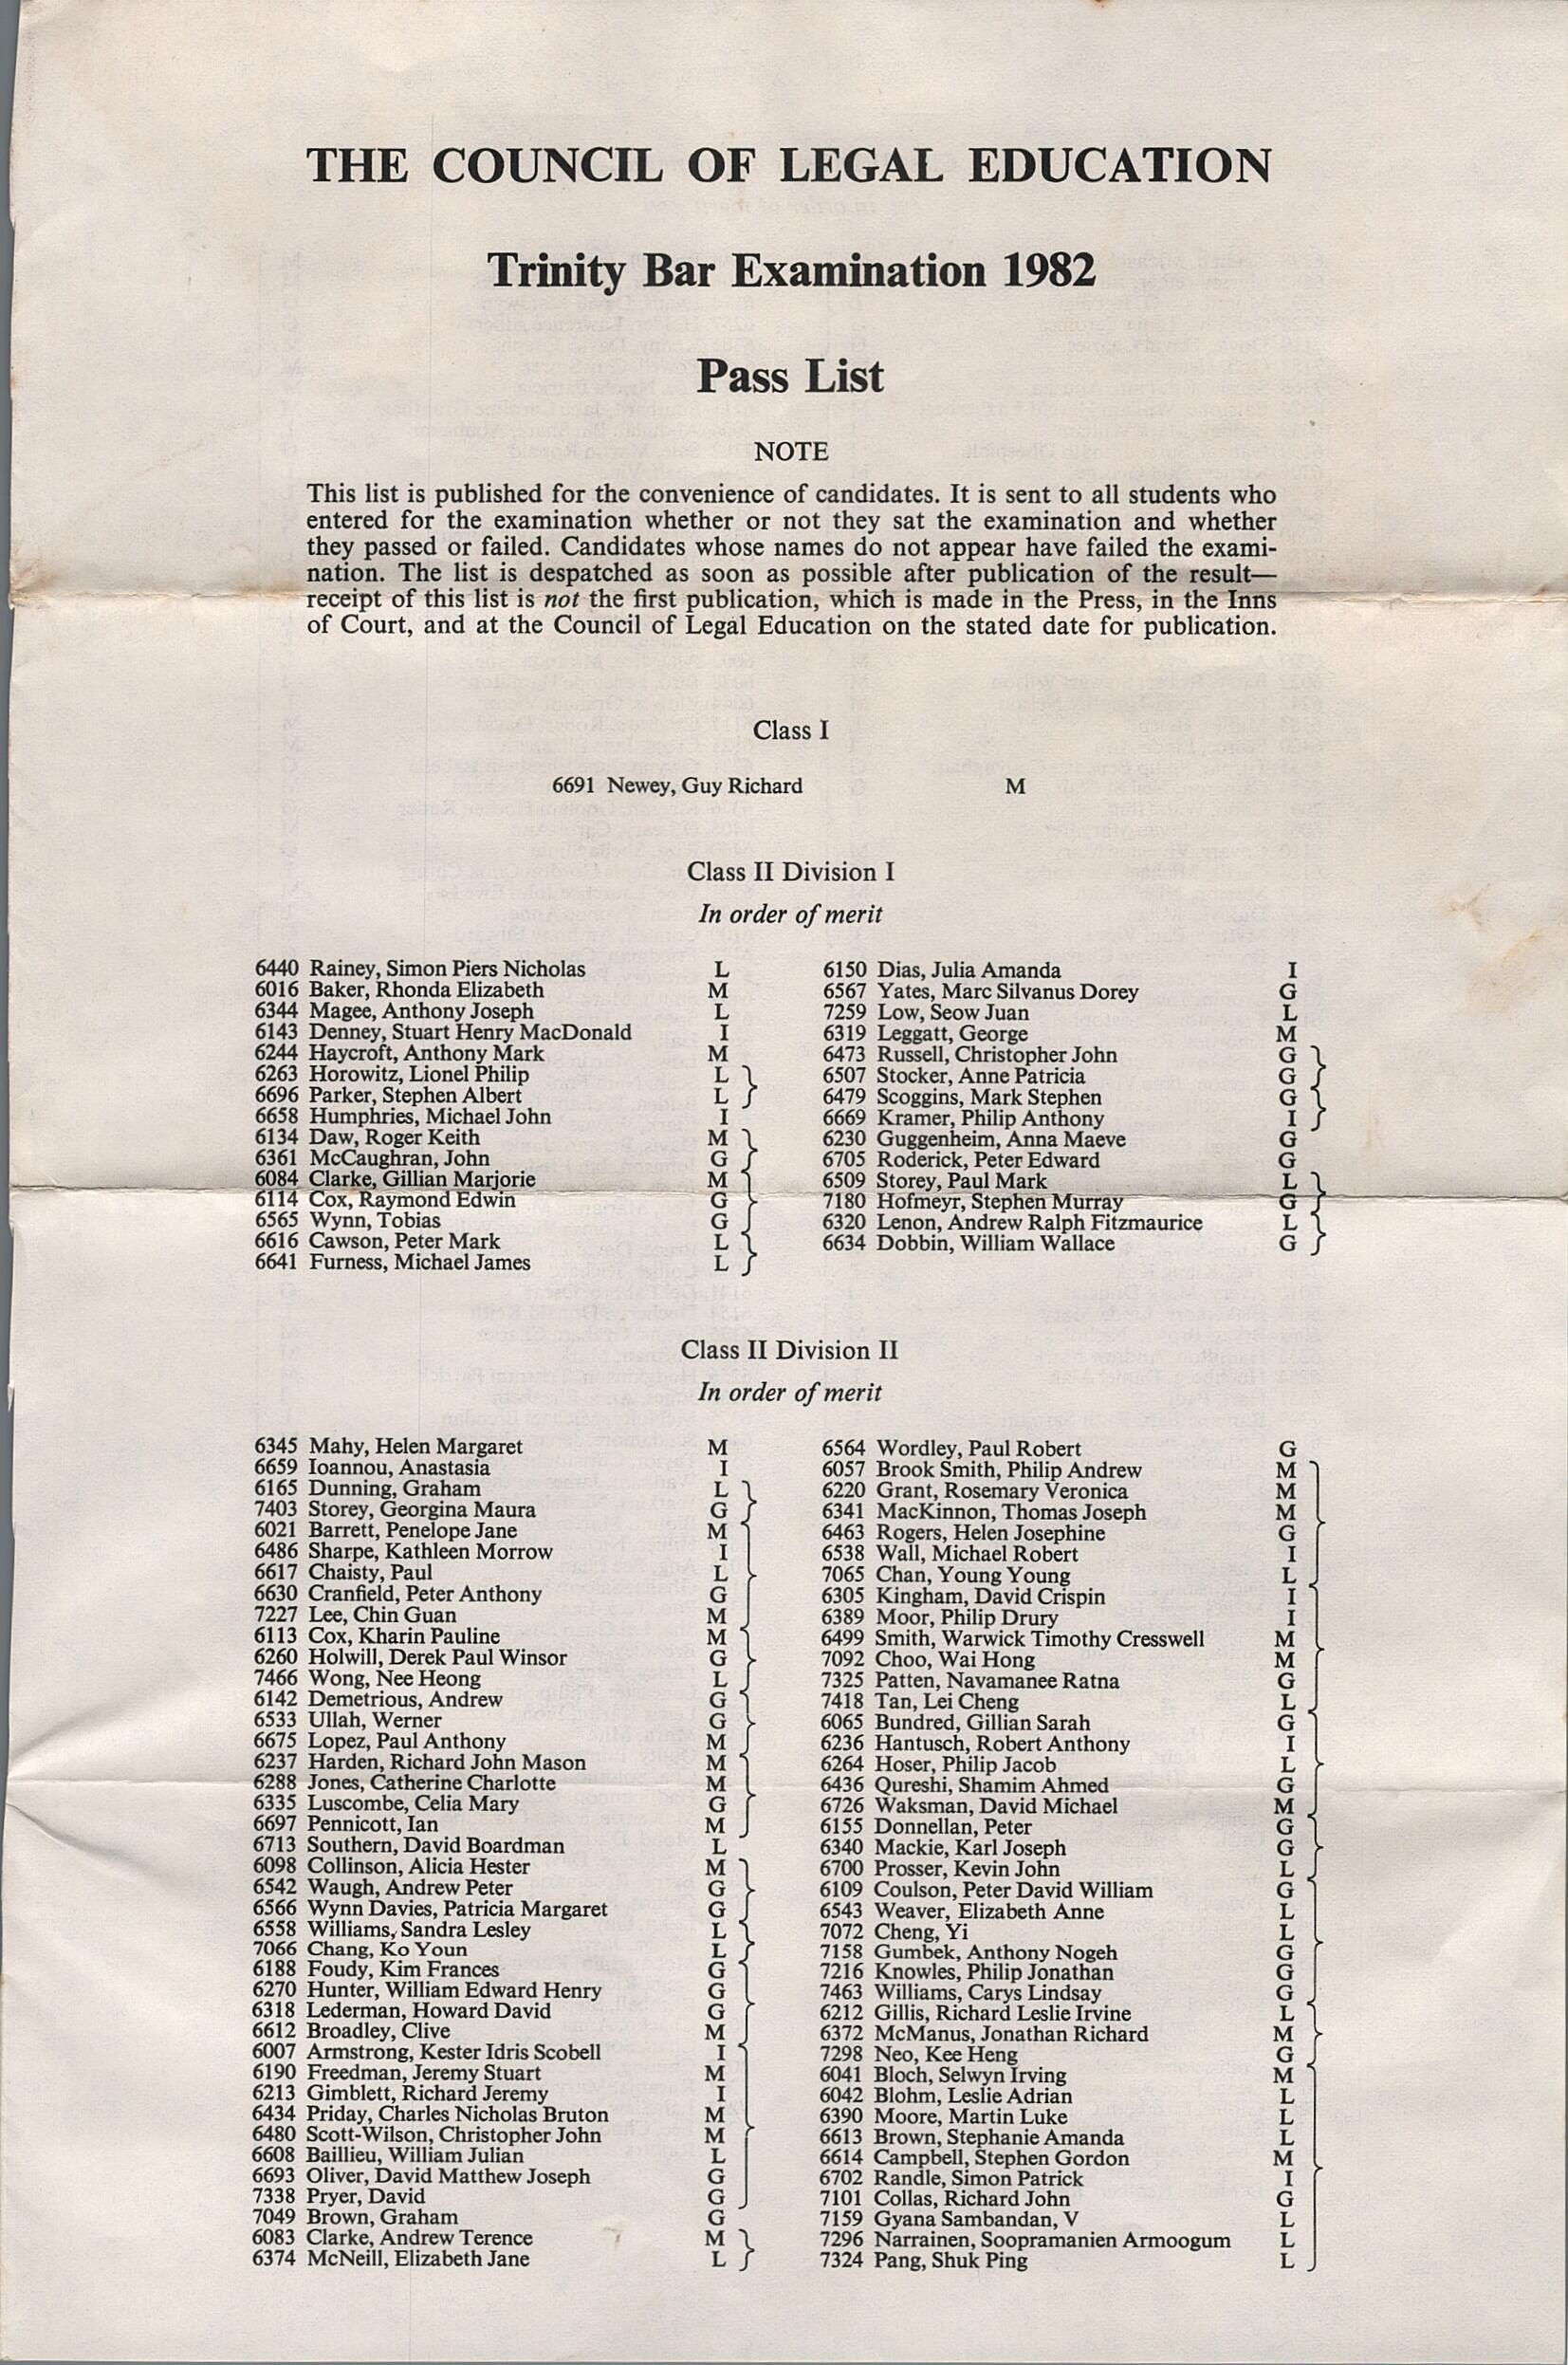 THE COUNCIL OF LEGAL EDUCATION
Trinity Bar Examination 1982
Pass List
NOTE
This list is published for the convenience of candidates. It is sent to all students who
entered for the examination whether or not they sat the examination and whether
they passed or failed. Candidates whose names do not appear have failed the exami-
nation. The list is despatched as soon as possible after publication of the result—
receipt of this list is not the first publication, which is made in the Press, in the Inns
of Court, and at the Council of Legal Education on the stated date for publication.
Class I
6691 Newey, Guy Richard M
Class II Division I
In order of merit
6440 Rainey, Simon Piers Nicholas L
6016 Baker, Rhonda Elizabeth M
6344 Magee, Anthony Joseph L
6143 Denney, Stuart Henry MacDonald I
6244 Haycroft, Anthony Mark M
6263 Horowitz, Lionel Philip L
6696 Parker, Stephen Albert L
6658 Humphries, Michael John I
6134 Daw, Roger Keith M
6361 McCaughran, John G
6084 Clarke, Gillian Marjorie M
6114 Cox, Raymond Edwin G
6565 Wynn, Tobias G
6616 Cawson, Peter Mark L
6641 Furness, Michael James L
6150 Dias, Julia Amanda I
6567 Yates, Marc Silvanus Dorey G
7259 Low, Seow Juan L
6319 Leggatt, George M
6473 Russell, Christopher John G
6507 Stocker, Anne Patricia G
6479 Scoggins, Mark Stephen G
6669 Kramer, Philip Anthony I
6230 Guggenheim, Anna Maeve G
6705 Roderick, Peter Edward G
6509 Storey, Paul Mark L
7180 Hofmeyr, Stephen Murray G
6320 Lenon, Andrew Ralph Fitzmaurice L
6634 Dobbin, William Wallace G
Class II Division II
In order of merit
6345 Mahy, Helen Margaret M
6659 Ioannou, Anastasia I
6165 Dunning, Graham L
7403 Storey, Georgina Maura G
6021 Barrett, Penelope Jane M
6486 Sharpe, Kathleen Morrow I
6617 Chaisty, Paul L
6630 Cranfield, Peter Anthony G
7227 Lee, Chin Guan M
6113 Cox, Kharin Pauline M
6260 Holwill, Derek Paul Winsor G
7466 Wong, Nee Heong L
6142 Demetrious, Andrew G
6533 Ullah, Werner G
6675 Lopez, Paul Anthony M
6237 Harden, Richard John Mason M
6288 Jones, Catherine Charlotte M
6335 Luscombe, Celia Mary G
6697 Pennicott, Ian M
6713 Southern, David Boardman L
6098 Collinson, Alicia Hester M
6542 Waugh, Andrew Peter G
6566 Wynn Davies, Patricia Margaret G
6558 Williams, Sandra Lesley L
7066 Chang, Ko Youn L
6188 Foudy, Kim Frances G
6270 Hunter, William Edward Henry G
6318 Lederman, Howard David G
6612 Broadley, Clive M
6007 Armstrong, Kester Idris Scobell I
6190 Freedman, Jeremy Stuart M
6213 Gimblett, Richard Jeremy I
6434 Priday, Charles Nicholas Bruton M
6480 Scott-Wilson, Christopher John M
6608 Baillieu, William Julian L
6693 Oliver, David Matthew Joseph G
7338 Pryer, David G
7049 Brown, Graham G
6083 Clarke, Andrew Terence M
6374 McNeill, Elizabeth Jane L
6564 Wordley, Paul Robert G
6057 Brook Smith, Philip Andrew M
6220 Grant, Rosemary Veronica M
6341 MacKinnon, Thomas Joseph M
6463 Rogers, Helen Josephine G
6538 Wall, Michael Robert I
7065 Chan, Young Young L
6305 Kingham, David Crispin I
6389 Moor, Philip Drury I
6499 Smith, Warwick Timothy Cresswell M
7092 Choo, Wai Hong M
7325 Patten, Navamanee Ratna G
7418 Tan, Lei Cheng L
6065 Bundred, Gillian Sarah G
6236 Hantusch, Robert Anthony I
6264 Hoser, Philip Jacob L
6436 Qureshi, Shamim Ahmed G
6726 Waksman, David Michael M
6155 Donnellan, Peter G
6340 Mackie, Karl Joseph G
6700 Prosser, Kevin John L
6109 Coulson, Peter David William G
6543 Weaver, Elizabeth Anne L
7072 Cheng, Yi L
7158 Gumbek, Anthony Nogeh G
7216 Knowles, Philip Jonathan G
7463 Williams, Carys Lindsay G
6212 Gillis, Richard Leslie Irvine L
6372 McManus, Jonathan Richard M
7298 Neo, Kee Heng G
6041 Bloch, Selwyn Irving M
6042 Blohm, Leslie Adrian L
6390 Moore, Martin Luke L
6613 Brown, Stephanie Amanda L
6614 Campbell, Stephen Gordon M
6702 Randle, Simon Patrick I
7101 Collas, Richard John G
7159 Gyana Sambandan, V L
7296 Narrainen, Soopramanien Armoogum L
7324 Pang, Shuk Ping L